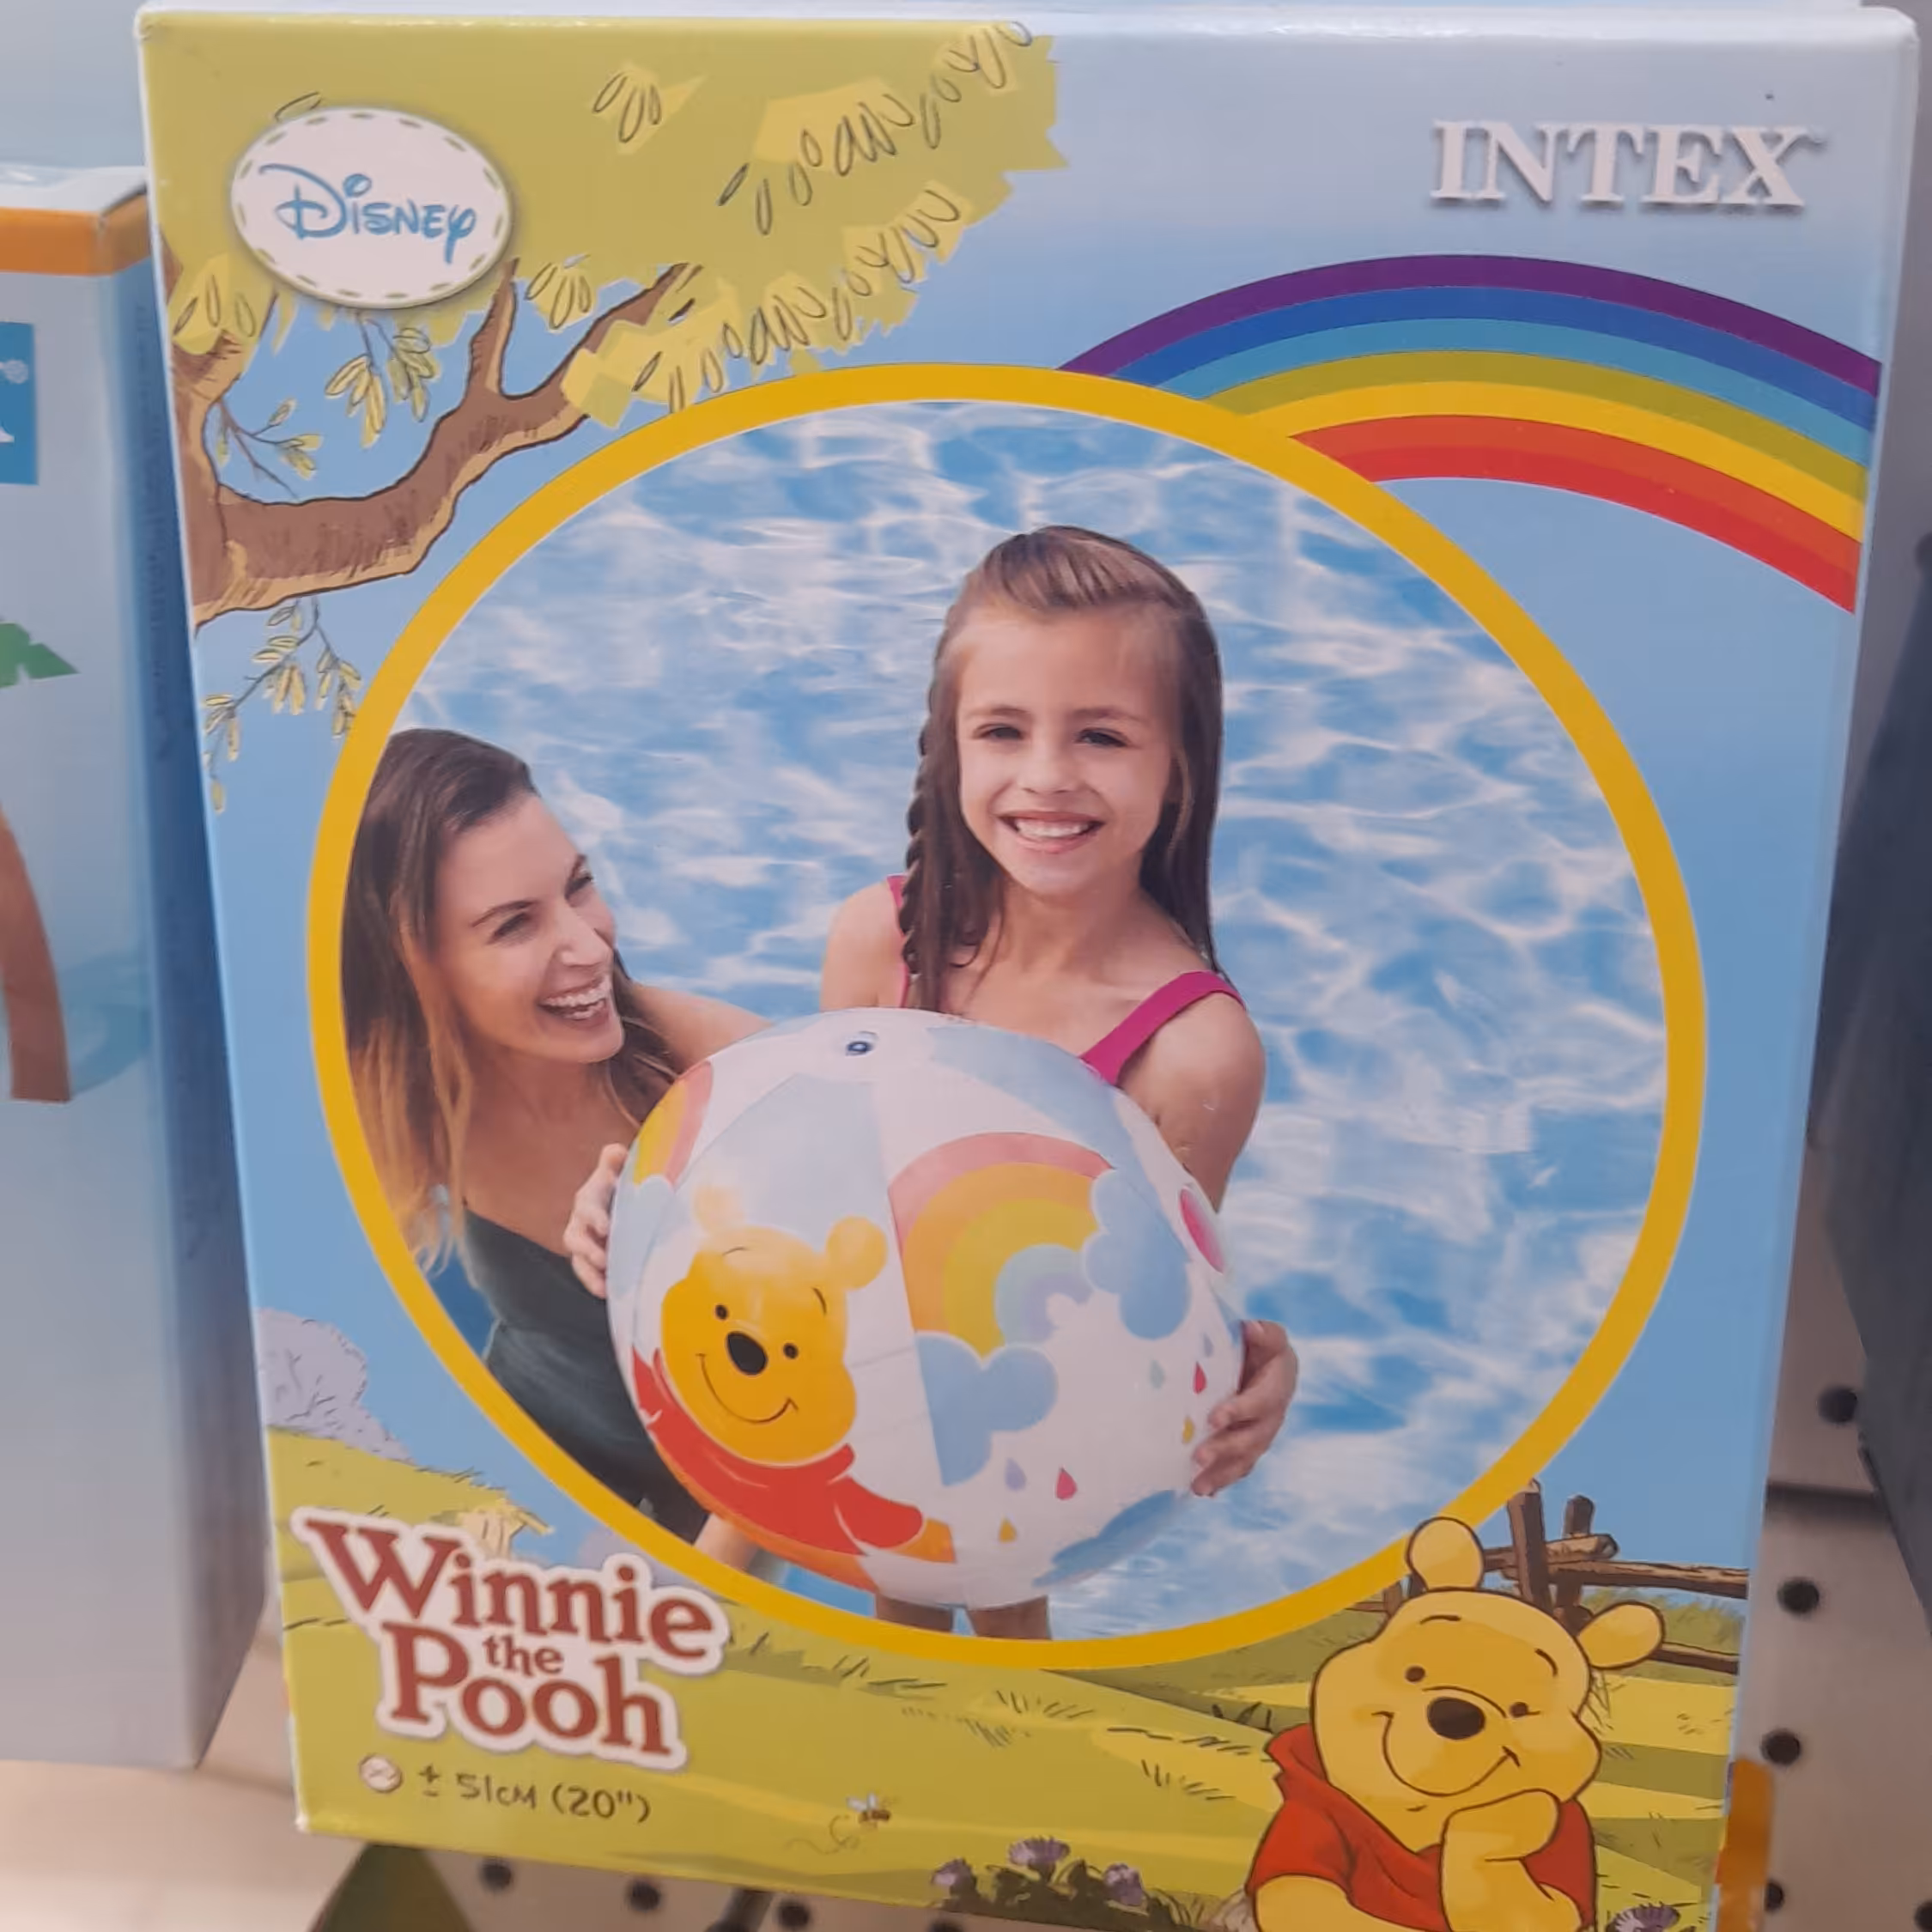 Disney
INTEX
Winnie
the
Pooh
± 51cm (20")